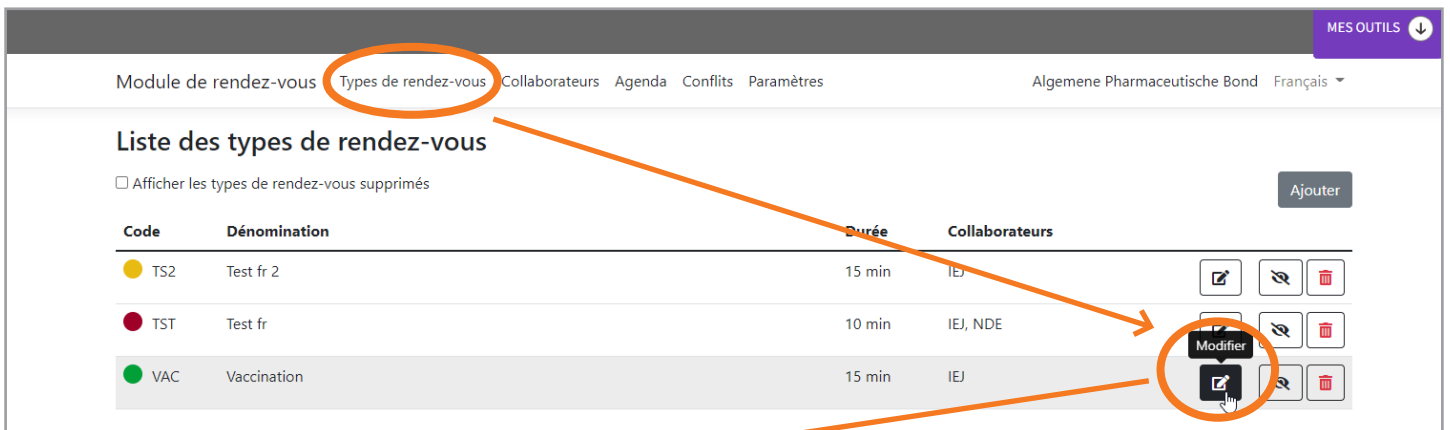 MES OUTILS
Module de rendez-vous Types de rendez-vous Collaborateurs Agenda Conflits Paramètres Algemene Pharmaceutische Bond Français
Liste des types de rendez-vous
Afficher les types de rendez-vous supprimés
Ajouter
Code Dénomination Durée Collaborateurs
TS2 Test fr 2 15 min IEJ
TST Test fr 10 min IEJ, NDE
Modifier
VAC Vaccination 15 min IEJ